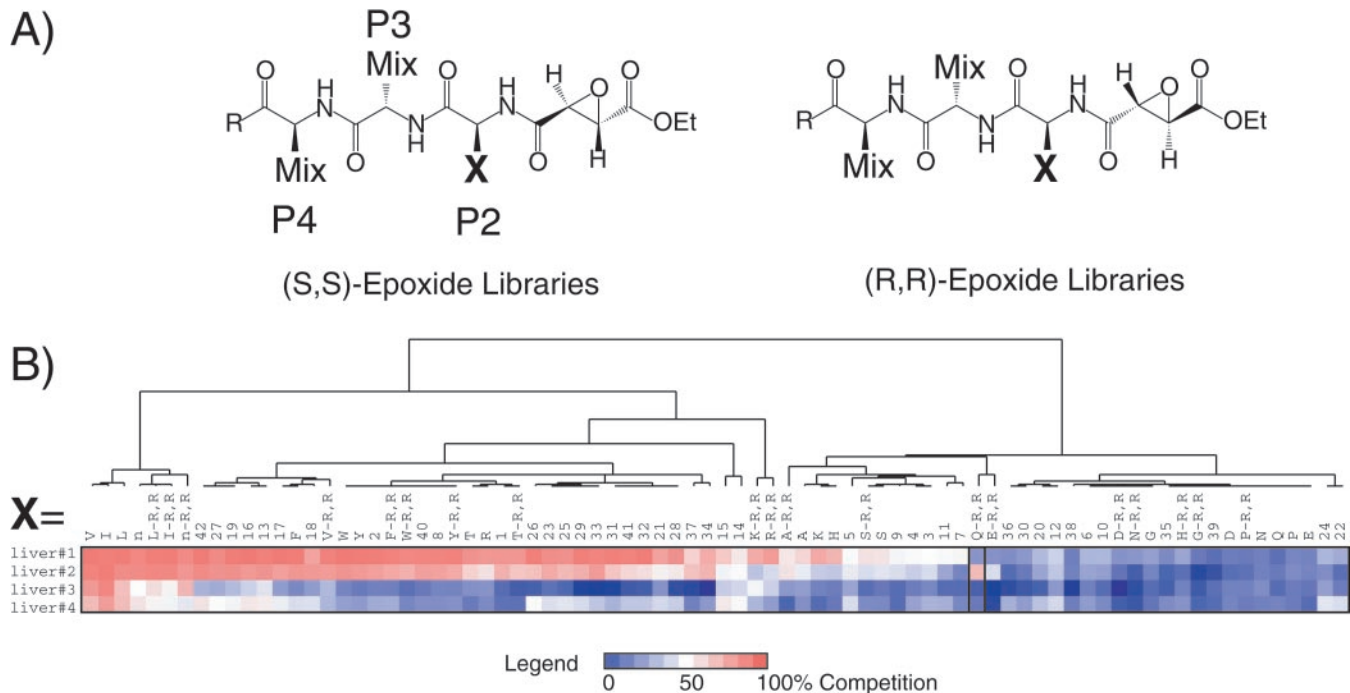 A)
P3
Mix
O
H
N
O
H
N
H
O
O
R
N
H
O
OEt
O
Mix
X
O
P4
P2
H
(S,S)-Epoxide Libraries
Mix
O
H
N
O
H
N
H
O
O
R
N
H
O
OEt
O
Mix
X
O
H
(R,R)-Epoxide Libraries
B)
X=
V I L n L-R,R I-R,R n-R,R 42 27 19 16 13 17 F 18 V-R,R W Y 2 F-R,R W-R,R 40 8 Y-R,R T R 1 T-R,R 26 23 25 29 33 31 41 32 21 28 37 34 15 14 K-R,R R-R,R A-R,R A K H 5 S-R,R S 9 4 3 11 7 Q-R,R E-R,R 36 30 20 12 38 6 10 D-R,R N-R,R G 35 H-R,R G-R,R 39 D P-R,R N Q P E 24 22
liver#1
liver#2
liver#3
liver#4
Legend
0 50 100% Competition